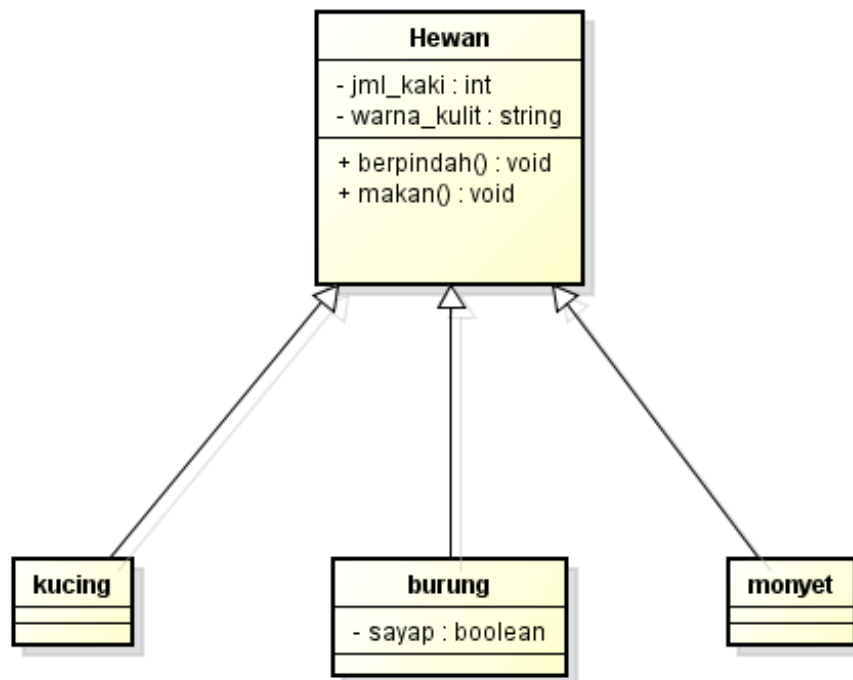 Hewan
- jml_kaki : int
- warna_kulit : string
+ berpindah() : void
+ makan() : void
kucing
burung
- sayap : boolean
monyet